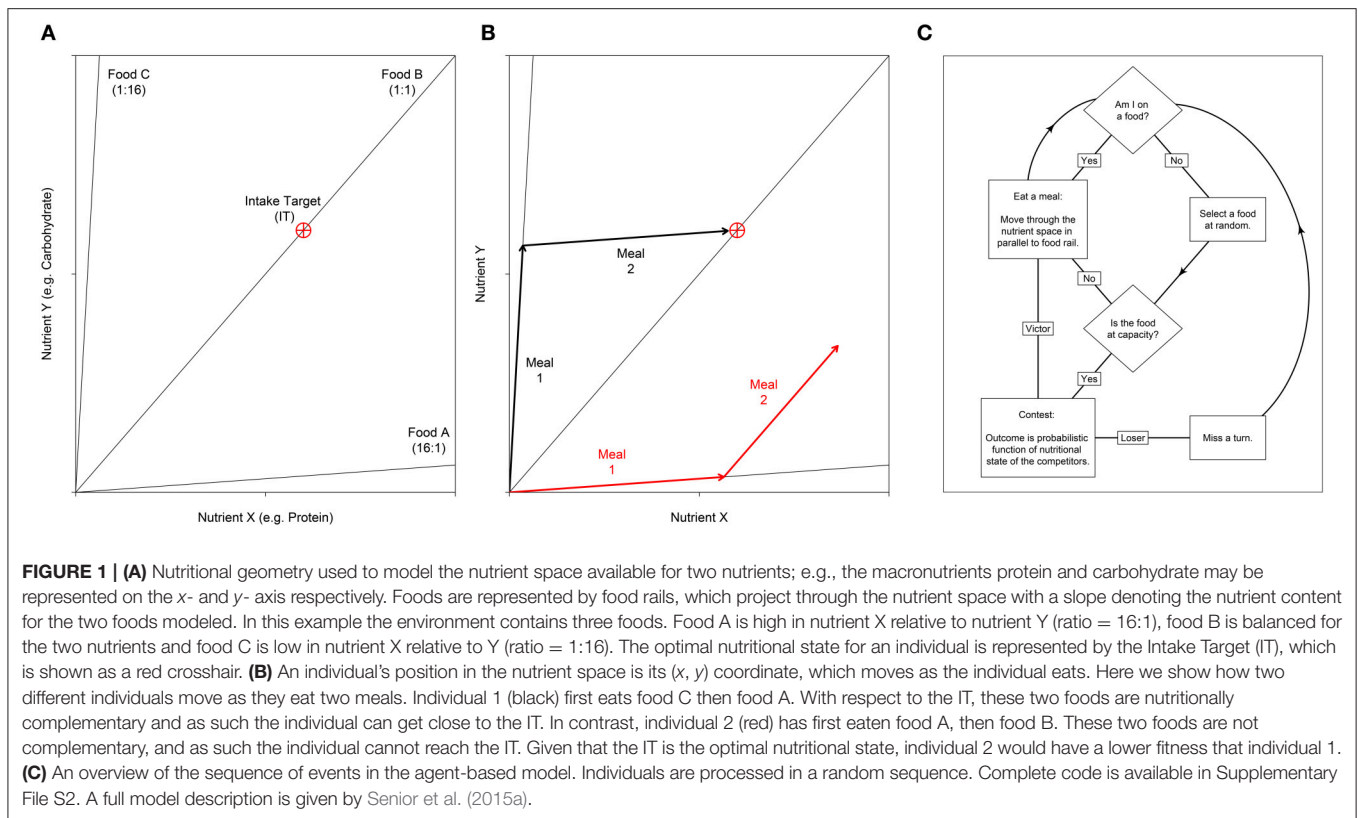 A
Food C
(1:16)
Food B
(1:1)
Intake Target
(IT)
Food A
(16:1)
Nutrient Y (e.g. Carbohydrate)
Nutrient X (e.g. Protein)
B
Meal
2
Meal
1
Meal
2
Meal
1
Nutrient Y
Nutrient X
C
Am I on
a food?
Yes
No
Eat a meal:
Move through the
nutrient space in
parallel to food rail.
Select a food
at random.
No
Is the food
at capacity?
Victor
Yes
Contest:
Outcome is probabilistic
function of nutritional
state of the competitors.
Loser
Miss a turn.
FIGURE 1 | (A) Nutritional geometry used to model the nutrient space available for two nutrients; e.g., the macronutrients protein and carbohydrate may be
represented on the x- and y- axis respectively. Foods are represented by food rails, which project through the nutrient space with a slope denoting the nutrient content
for the two foods modeled. In this example the environment contains three foods. Food A is high in nutrient X relative to nutrient Y (ratio = 16:1), food B is balanced for
the two nutrients and food C is low in nutrient X relative to Y (ratio = 1:16). The optimal nutritional state for an individual is represented by the Intake Target (IT), which
is shown as a red crosshair. (B) An individual's position in the nutrient space is its (x, y) coordinate, which moves as the individual eats. Here we show how two
different individuals move as they eat two meals. Individual 1 (black) first eats food C then food A. With respect to the IT, these two foods are nutritionally
complementary and as such the individual can get close to the IT. In contrast, individual 2 (red) has first eaten food A, then food B. These two foods are not
complementary, and as such the individual cannot reach the IT. Given that the IT is the optimal nutritional state, individual 2 would have a lower fitness that individual 1.
(C) An overview of the sequence of events in the agent-based model. Individuals are processed in a random sequence. Complete code is available in Supplementary
File S2. A full model description is given by Senior et al. (2015a).